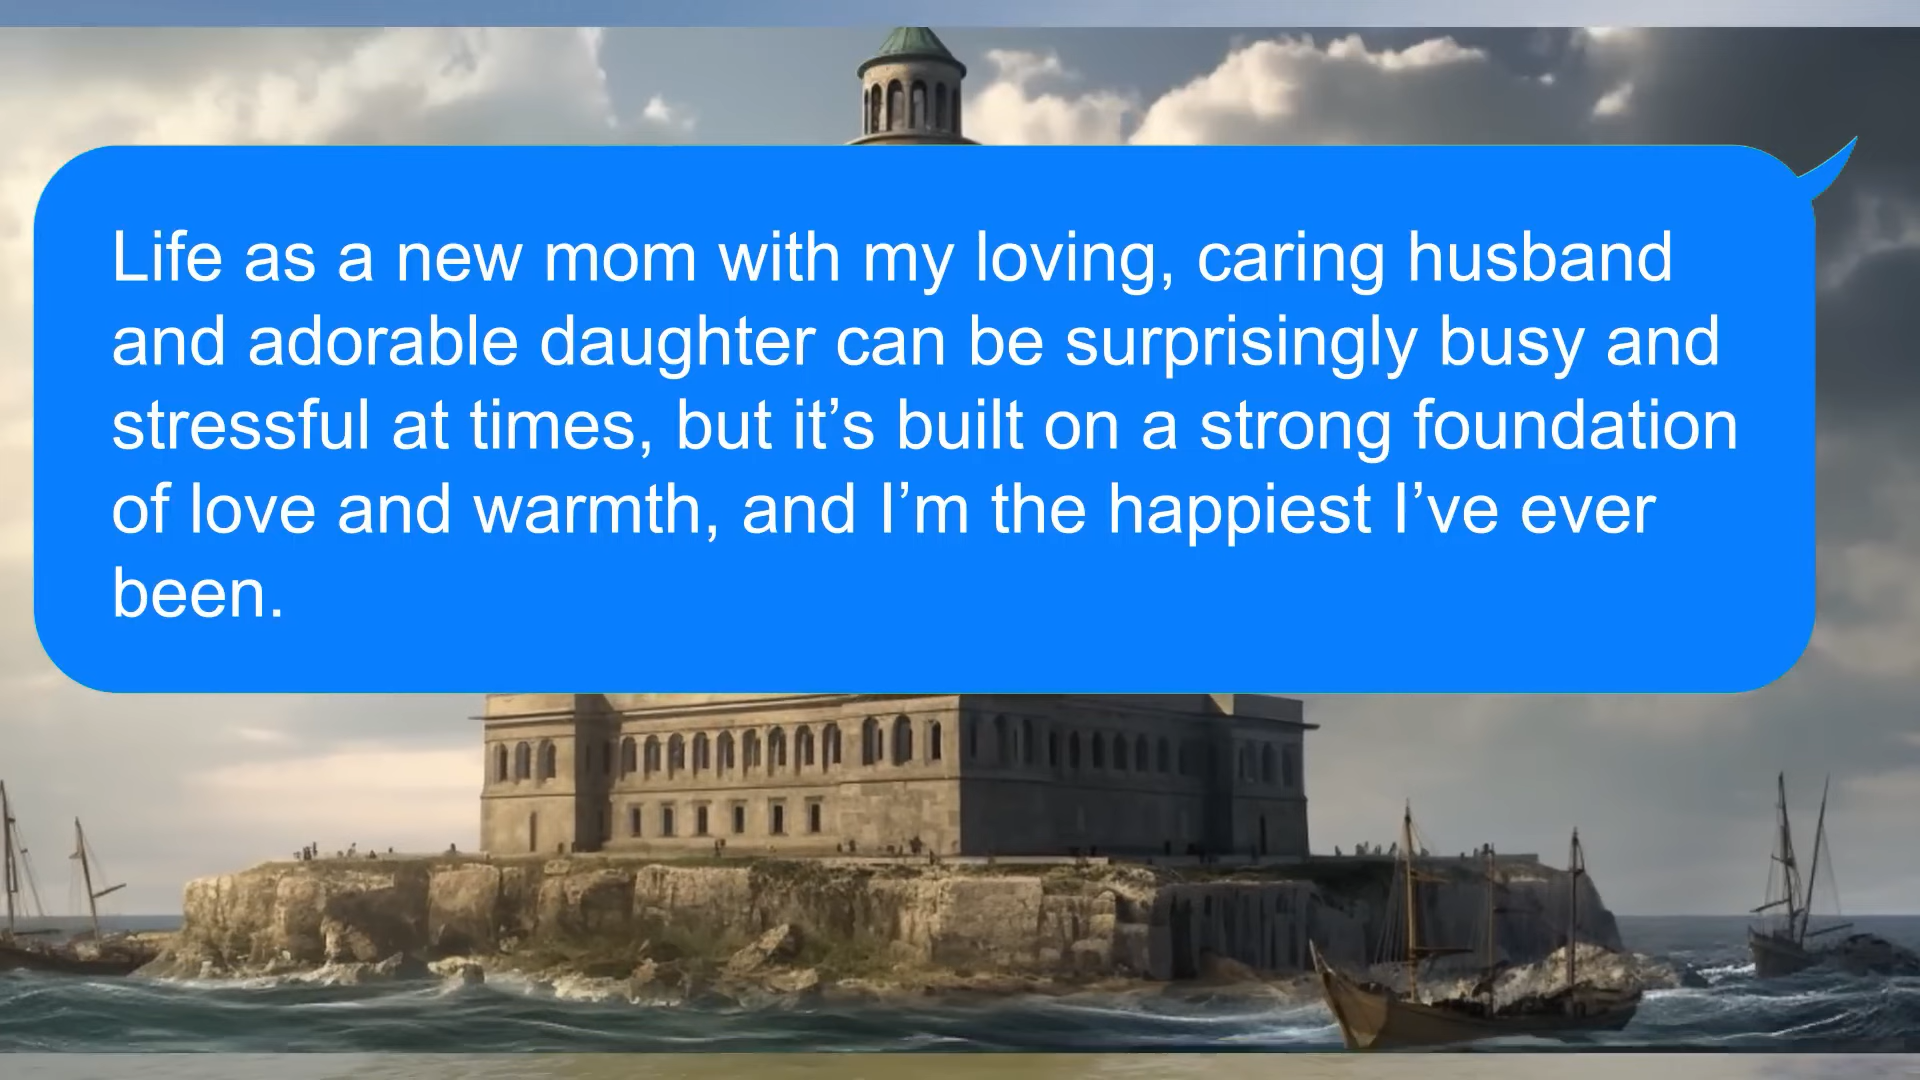 Life as a new mom with my loving, caring husband
and adorable daughter can be surprisingly busy and
stressful at times, but it’s built on a strong foundation
of love and warmth, and I’m the happiest I’ve ever
been.